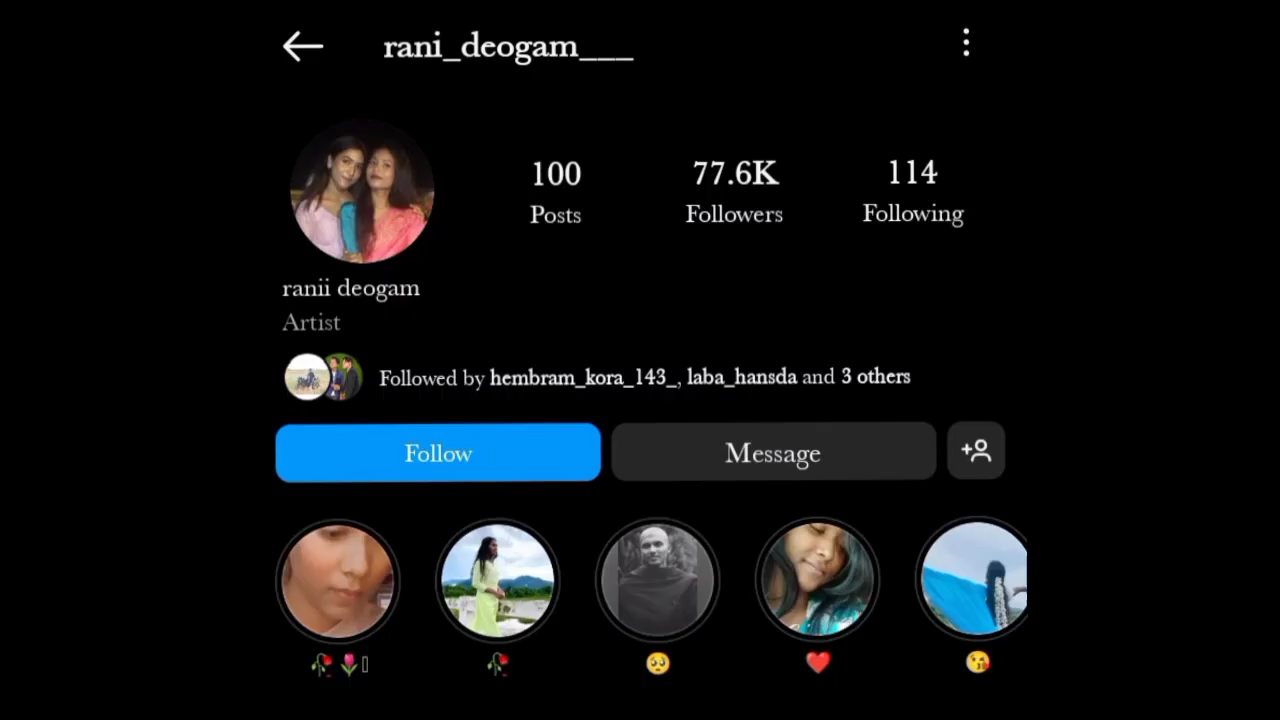 rani_deogam___
100 77.6K 114
Posts Followers Following
ranii deogam
Artist
Followed by hembram_kora_143_, laba_hansda and 3 others
Follow Message
🥀🌷▯ 🥀 🥺 ❤️ 😘